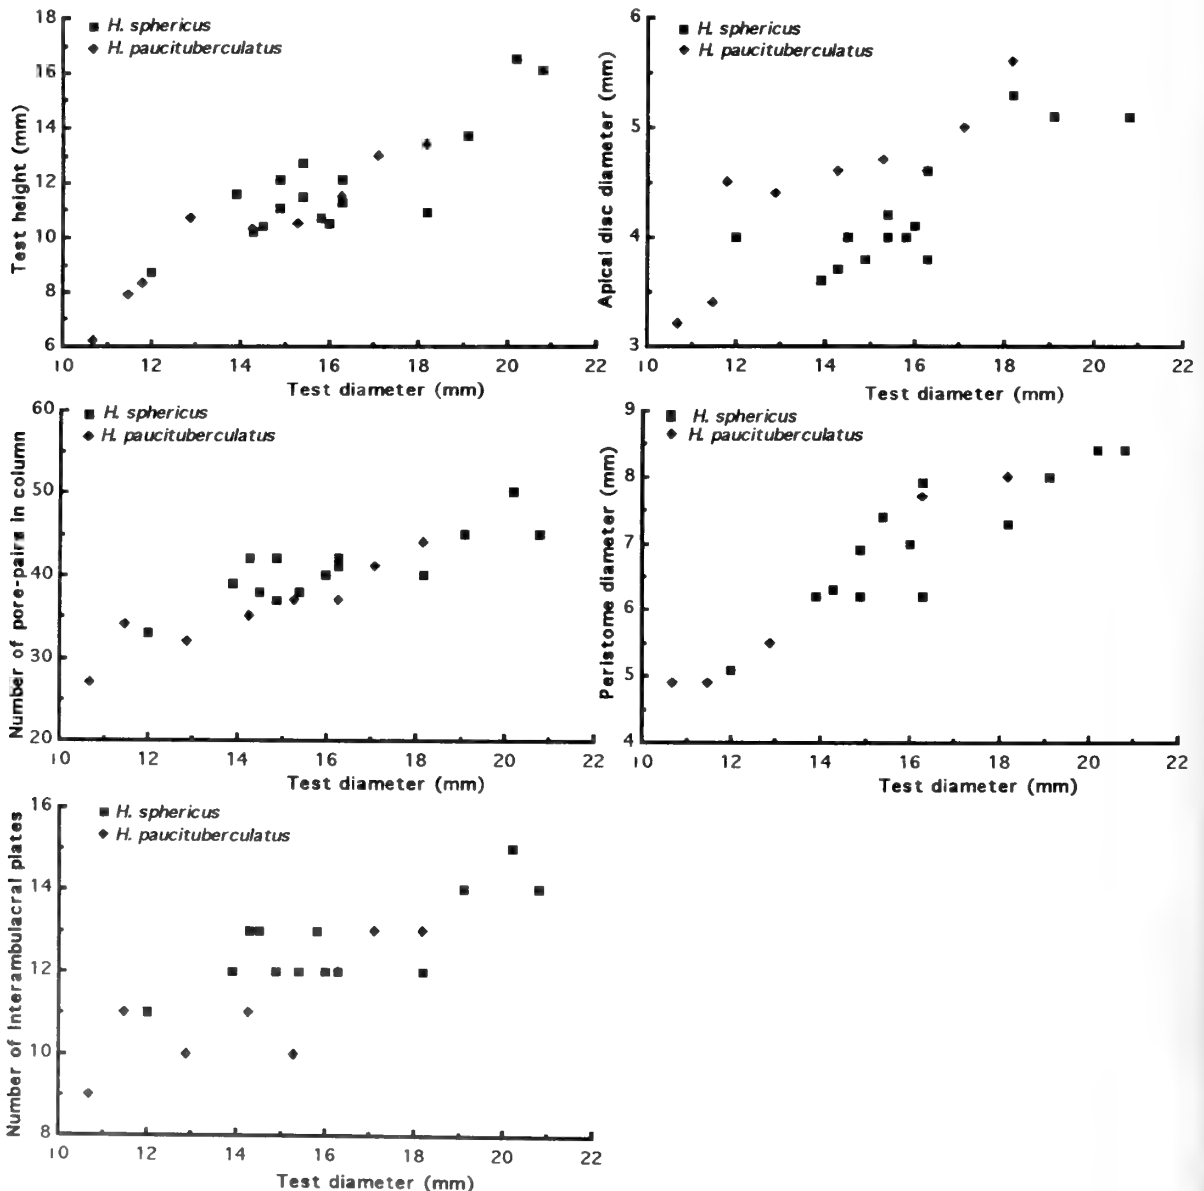 H. sphericus
H. paucituberculatus
Test height (mm)
18
16
14
12
10
8
6
10 12 14 16 18 20 22
Test diameter (mm)
H. sphericus
H. paucituberculatus
Apical disc diameter (mm)
6
5
4
3
10 12 14 16 18 20 22
Test diameter (mm)
H. sphericus
H. paucituberculatus
Number of pore-pairs in column
60
50
40
30
20
10 12 14 16 18 20 22
Test diameter (mm)
H. sphericus
H. paucituberculatus
Peristome diameter (mm)
9
8
7
6
5
4
10 12 14 16 18 20 22
Test diameter (mm)
H. sphericus
H. paucituberculatus
Number of Interambulacral plates
16
14
12
10
8
10 12 14 16 18 20 22
Test diameter (mm)